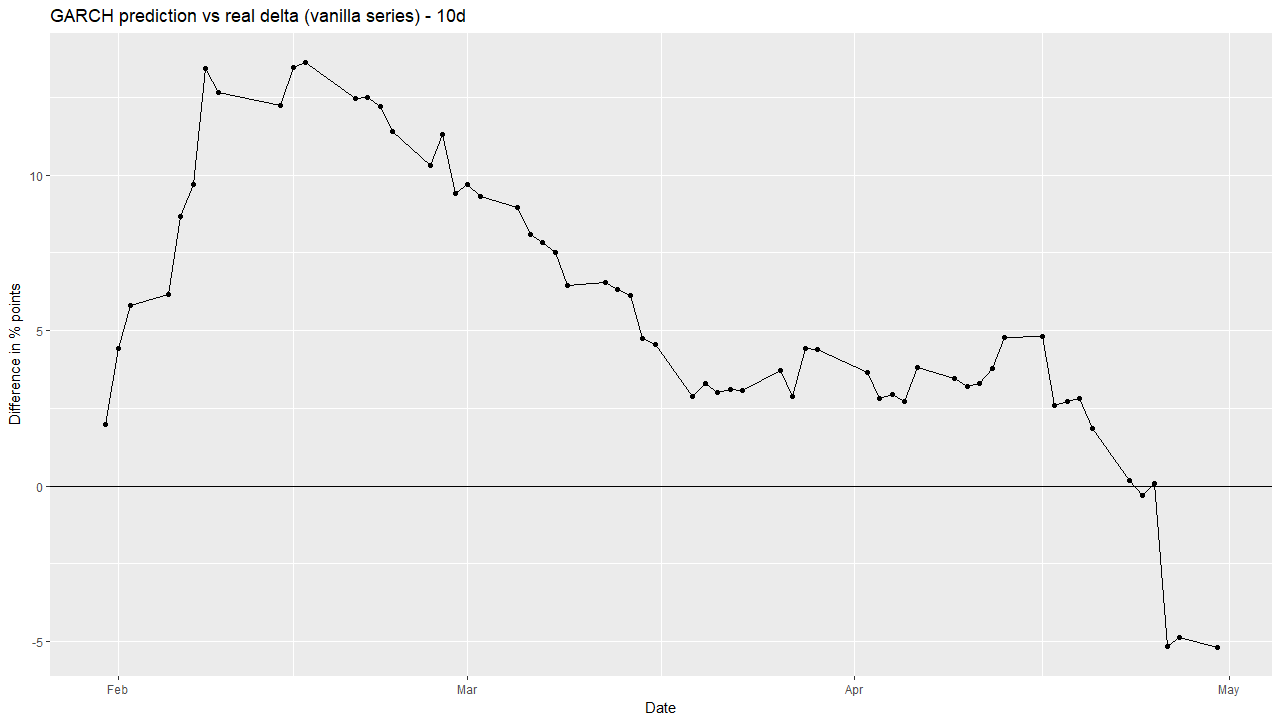 GARCH prediction vs real delta (vanilla series) - 10d
Difference in % points
10
5
0
-5
Feb
Mar
Apr
May
Date